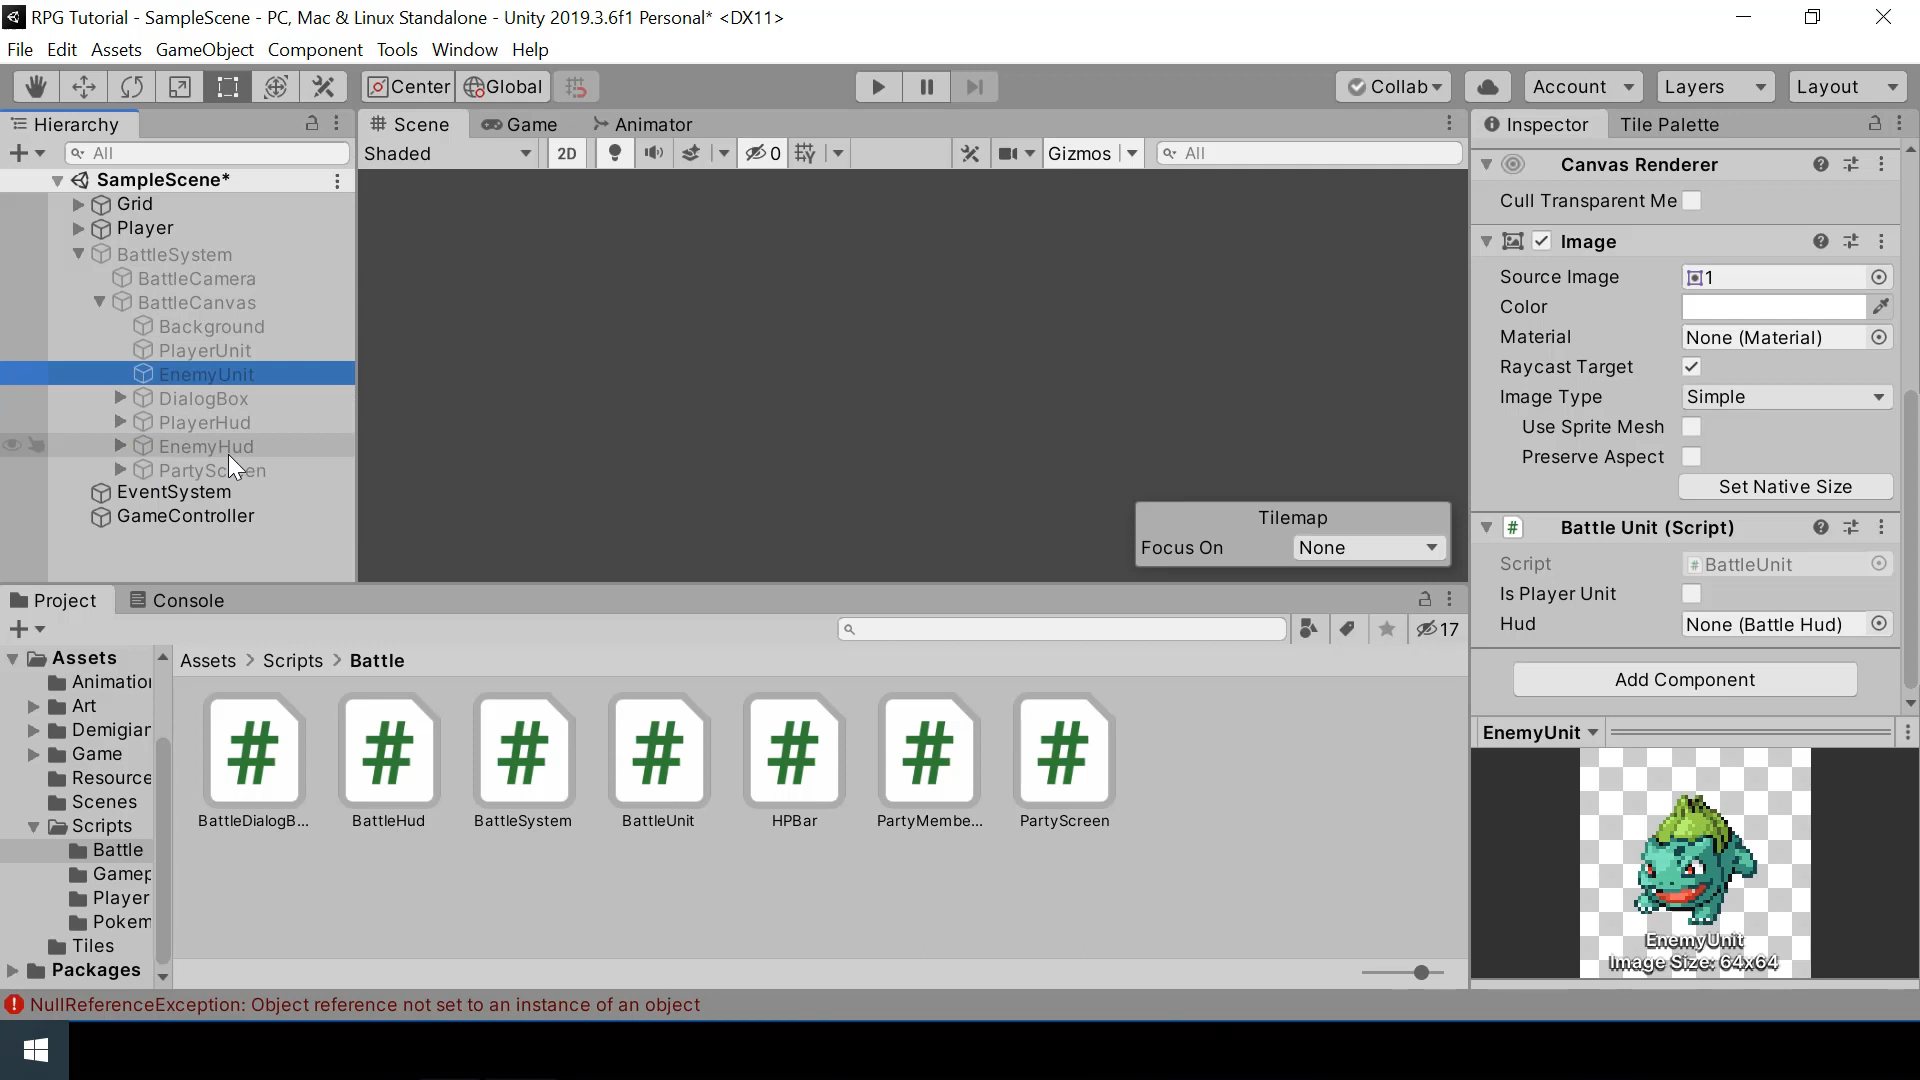 RPG Tutorial - SampleScene - PC, Mac & Linux Standalone - Unity 2019.3.6f1 Personal* <DX11>
File Edit Assets GameObject Component Tools Window Help
Center Global Collab Account Layers Layout
Hierarchy Scene Game Animator Inspector Tile Palette
All
Shaded 2D 0 Gizmos All
SampleScene*
Grid
Player
BattleSystem
BattleCamera
BattleCanvas
Background
PlayerUnit
EnemyUnit
DialogBox
PlayerHud
EnemyHud
PartyScreen
EventSystem
GameController
Tilemap
Focus On None
Canvas Renderer
Cull Transparent Me
Image
Source Image 1
Color
Material None (Material)
Raycast Target
Image Type Simple
Use Sprite Mesh
Preserve Aspect
Set Native Size
# Battle Unit (Script)
Script # BattleUnit
Is Player Unit
Hud None (Battle Hud)
Add Component
EnemyUnit
EnemyUnit
Image Size: 64x64
Project Console
17
Assets
Animation
Art
Demigian
Game
Resource
Scenes
Scripts
Battle
Gamep
Player
Pokem
Tiles
Packages
Assets > Scripts > Battle
# # # # # # #
BattleDialogB... BattleHud BattleSystem BattleUnit HPBar PartyMembe... PartyScreen
NullReferenceException: Object reference not set to an instance of an object